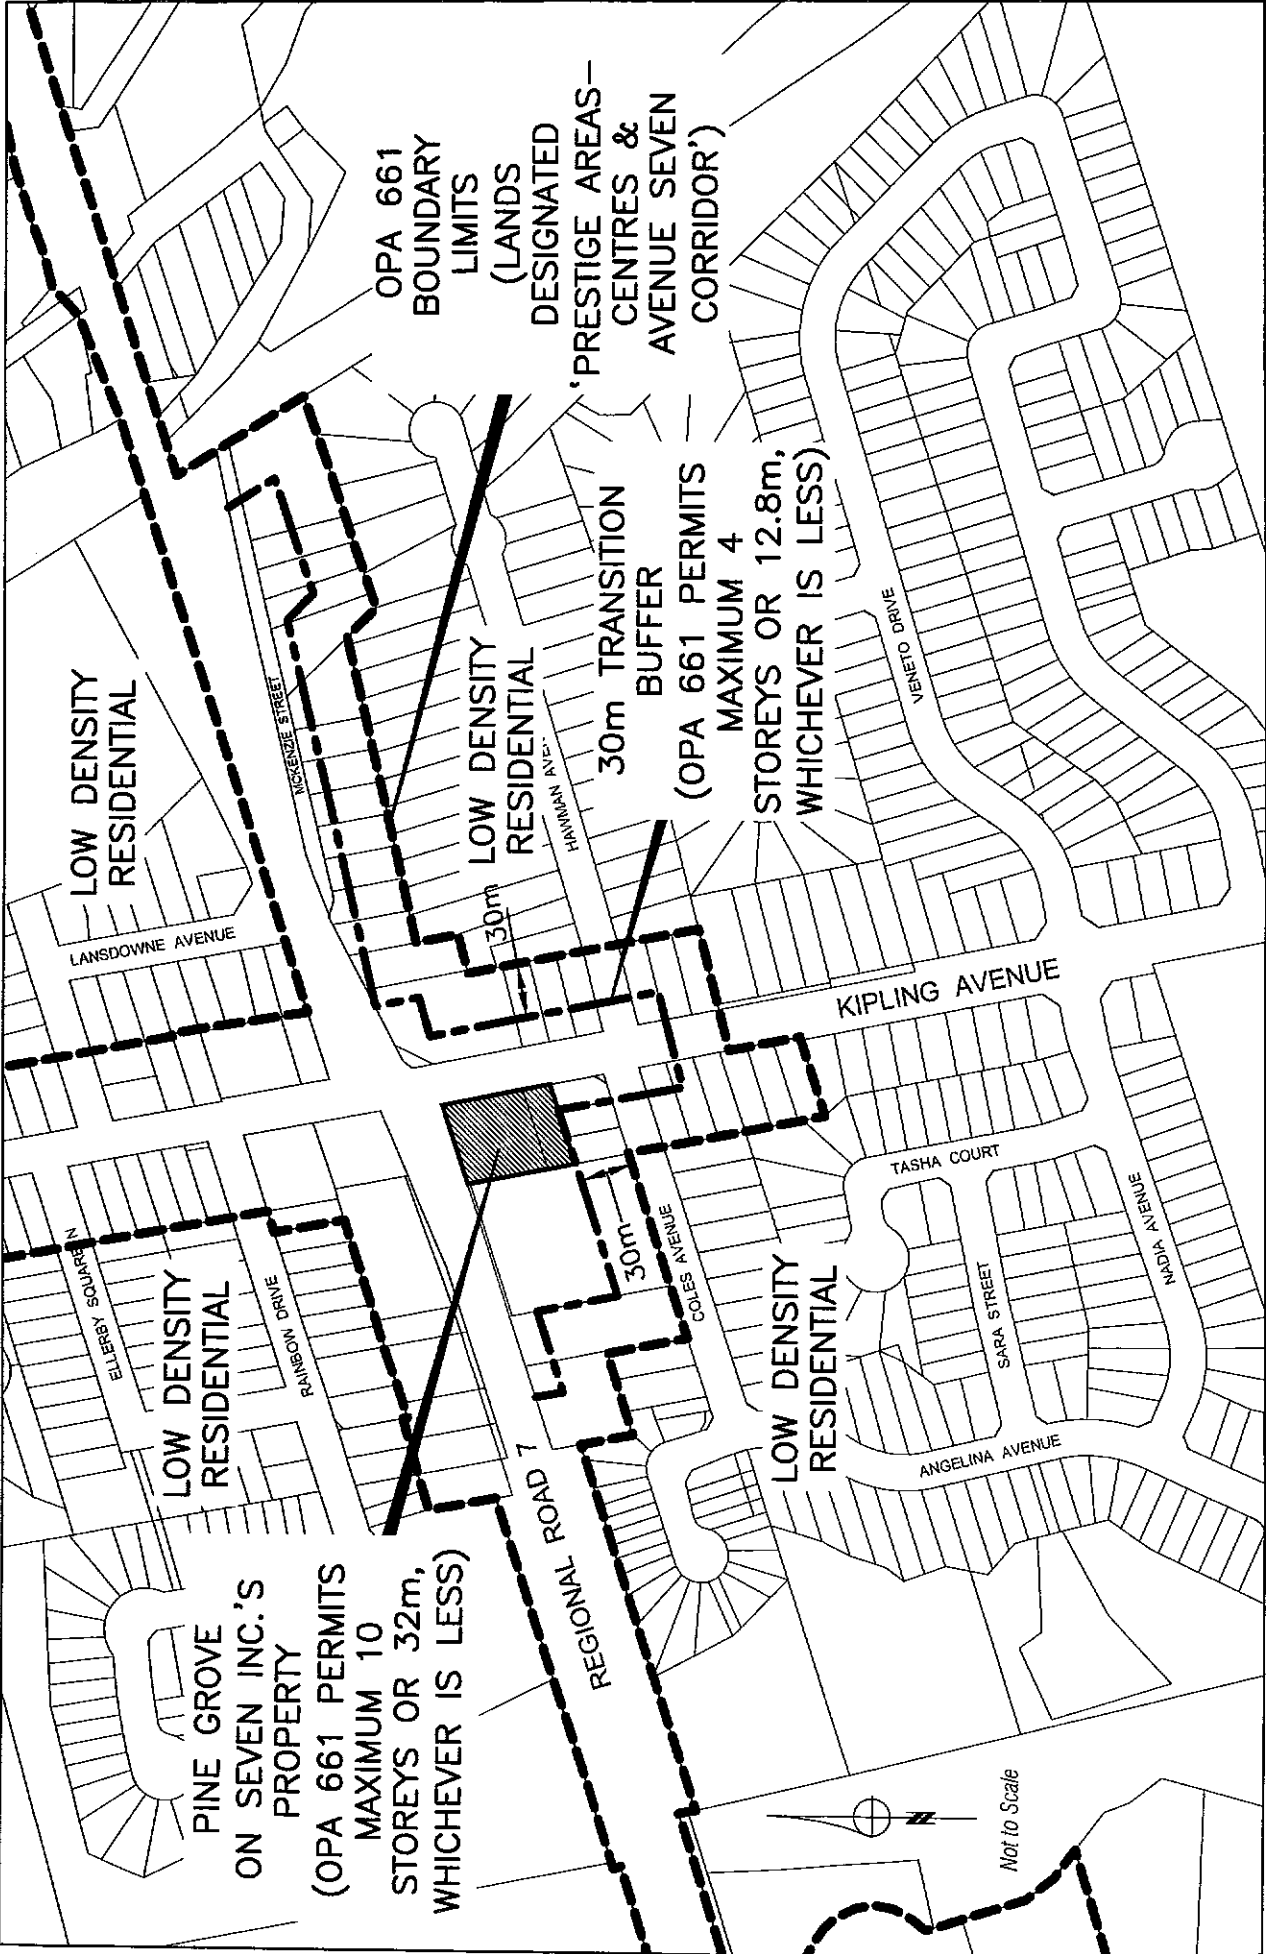 PINE GROVE
ON SEVEN INC.'S
PROPERTY
(OPA 661 PERMITS
MAXIMUM 10
STOREYS OR 32m,
WHICHEVER IS LESS)
LOW DENSITY
RESIDENTIAL
ELLERBY SQUARE
N
RAINBOW DRIVE
LOW DENSITY
RESIDENTIAL
LANSDOWNE AVENUE
MCKENZIE STREET
OPA 661
BOUNDARY
LIMITS
(LANDS
DESIGNATED
'PRESTIGE AREAS–
CENTRES &
AVENUE SEVEN
CORRIDOR')
LOW DENSITY
RESIDENTIAL
30m
HAWMAN AVE
30m TRANSITION
BUFFER
(OPA 661 PERMITS
MAXIMUM 4
STOREYS OR 12.8m,
WHICHEVER IS LESS)
REGIONAL ROAD 7
30m
COLES AVENUE
KIPLING AVENUE
VENETO DRIVE
LOW DENSITY
RESIDENTIAL
TASHA COURT
SARA STREET
NADIA AVENUE
ANGELINA AVENUE
N
Not to Scale